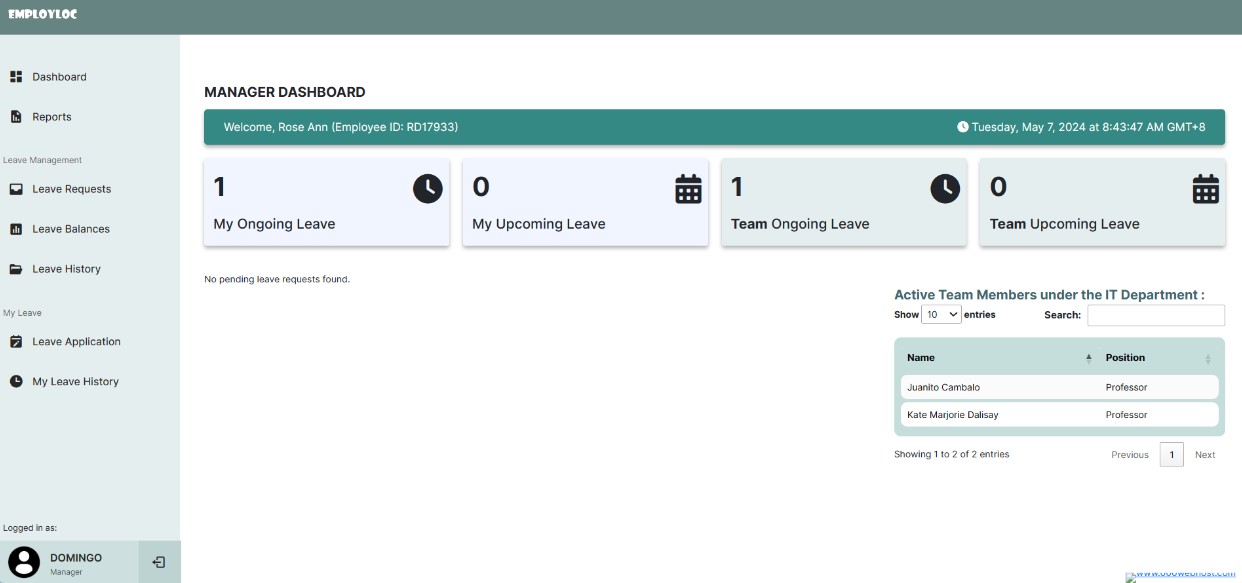 EMPLOYLOC
Dashboard
Reports
Leave Management
Leave Requests
Leave Balances
Leave History
My Leave
Leave Application
My Leave History
Logged in as:
DOMINGO
Manager
MANAGER DASHBOARD
Welcome, Rose Ann (Employee ID: RD17933) Tuesday, May 7, 2024 at 8:43:47 AM GMT+8
1
My Ongoing Leave
0
My Upcoming Leave
1
Team Ongoing Leave
0
Team Upcoming Leave
No pending leave requests found.
Active Team Members under the IT Department :
Show 10 entries Search:
Name Position
Juanito Cambalo Professor
Kate Marjorie Dalisay Professor
Showing 1 to 2 of 2 entries Previous 1 Next
www.000webhost.com